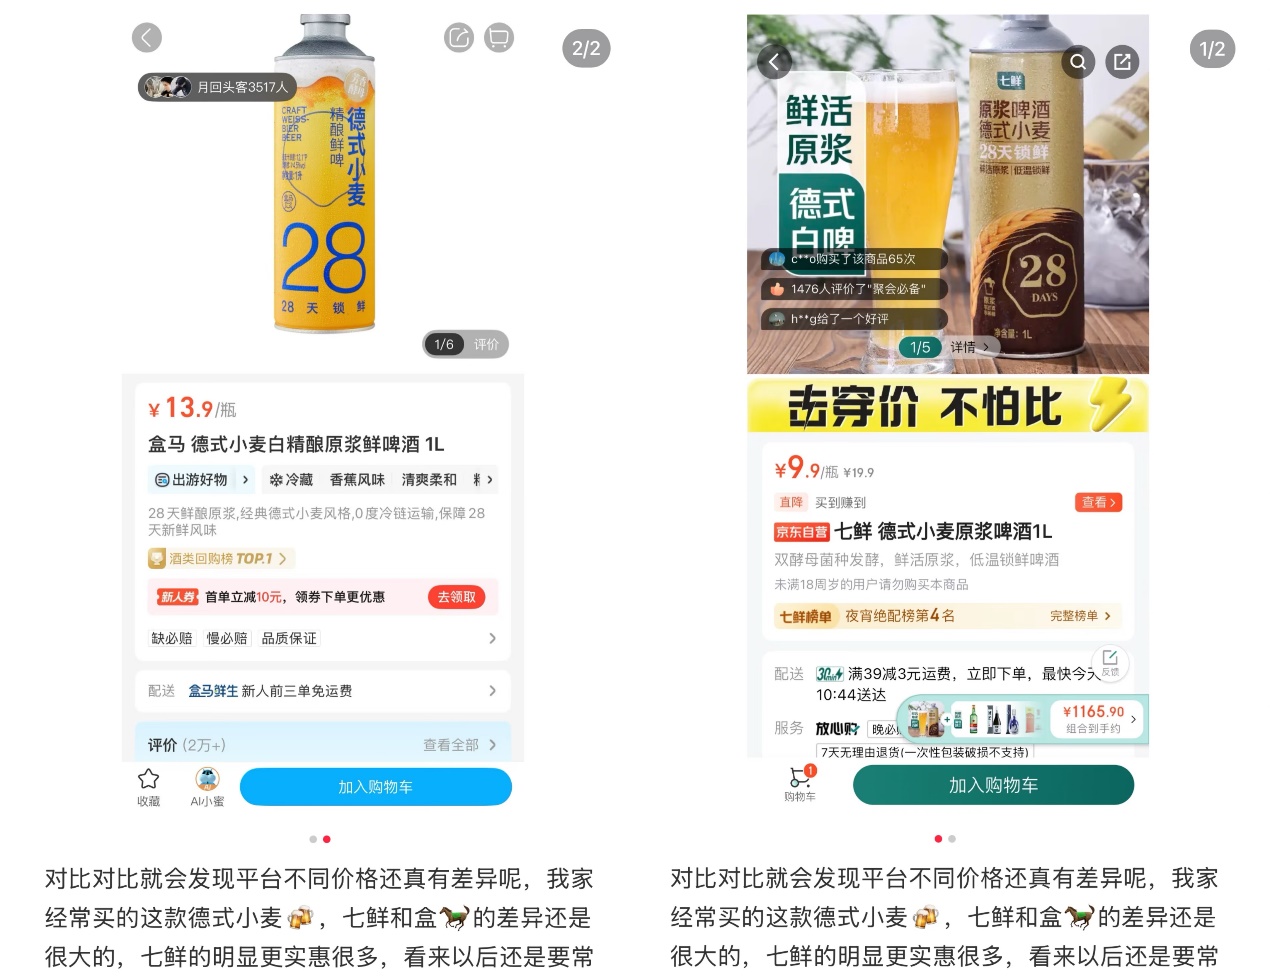 2/2
月回头客3517人
CRAFT
WEISS-
BIER
BEER
德式小麦
精酿鲜啤
28
28天锁鲜
1/6 评价
¥13.9/瓶
盒马 德式小麦白精酿原浆鲜啤酒 1L
出游好物 > 冷藏 香蕉风味 清爽柔和 >
28天鲜酿原浆,经典德式小麦风格,0度冷链运输,保障28
天新鲜风味
酒类回购榜 TOP.1 >
新人券 首单立减10元，领券下单更优惠 去领取
缺必赔 慢必赔 品质保证 >
配送 盒马鲜生 新人前三单免运费 >
评价 (2万+) 查看全部 >
收藏 AI小蜜 加入购物车
对比对比就会发现平台不同价格还真有差异呢，我家
经常买的这款德式小麦🍻，七鲜和盒🐎的差异还是
很大的，七鲜的明显更实惠很多，看来以后还是要常
1/2
鲜活
原浆
德式
白啤
七鲜
原浆啤酒
德式小麦
28天锁鲜
鲜活原浆 | 低温锁鲜
28
DAYS
净含量：1L
c**o购买了该商品65次
1476人评价了"聚会必备"
h**g给了一个好评
1/5 详情 >
击穿价 不怕比
¥9.9/瓶 ¥19.9
直降 买到赚到 查看 >
京东自营 七鲜 德式小麦原浆啤酒1L
双酵母菌种发酵，鲜活原浆，低温锁鲜啤酒
未满18周岁的用户请勿购买本商品
七鲜榜单 夜宵绝配榜第4名 完整榜单 >
反馈
配送 30min 满39减3元运费，立即下单，最快今天
10:44送达
¥1165.90
组合到手约
服务 放心购 晚必
7天无理由退货(一次性包装破损不支持)
1
购物车 加入购物车
对比对比就会发现平台不同价格还真有差异呢，我家
经常买的这款德式小麦🍻，七鲜和盒🐎的差异还是
很大的，七鲜的明显更实惠很多，看来以后还是要常